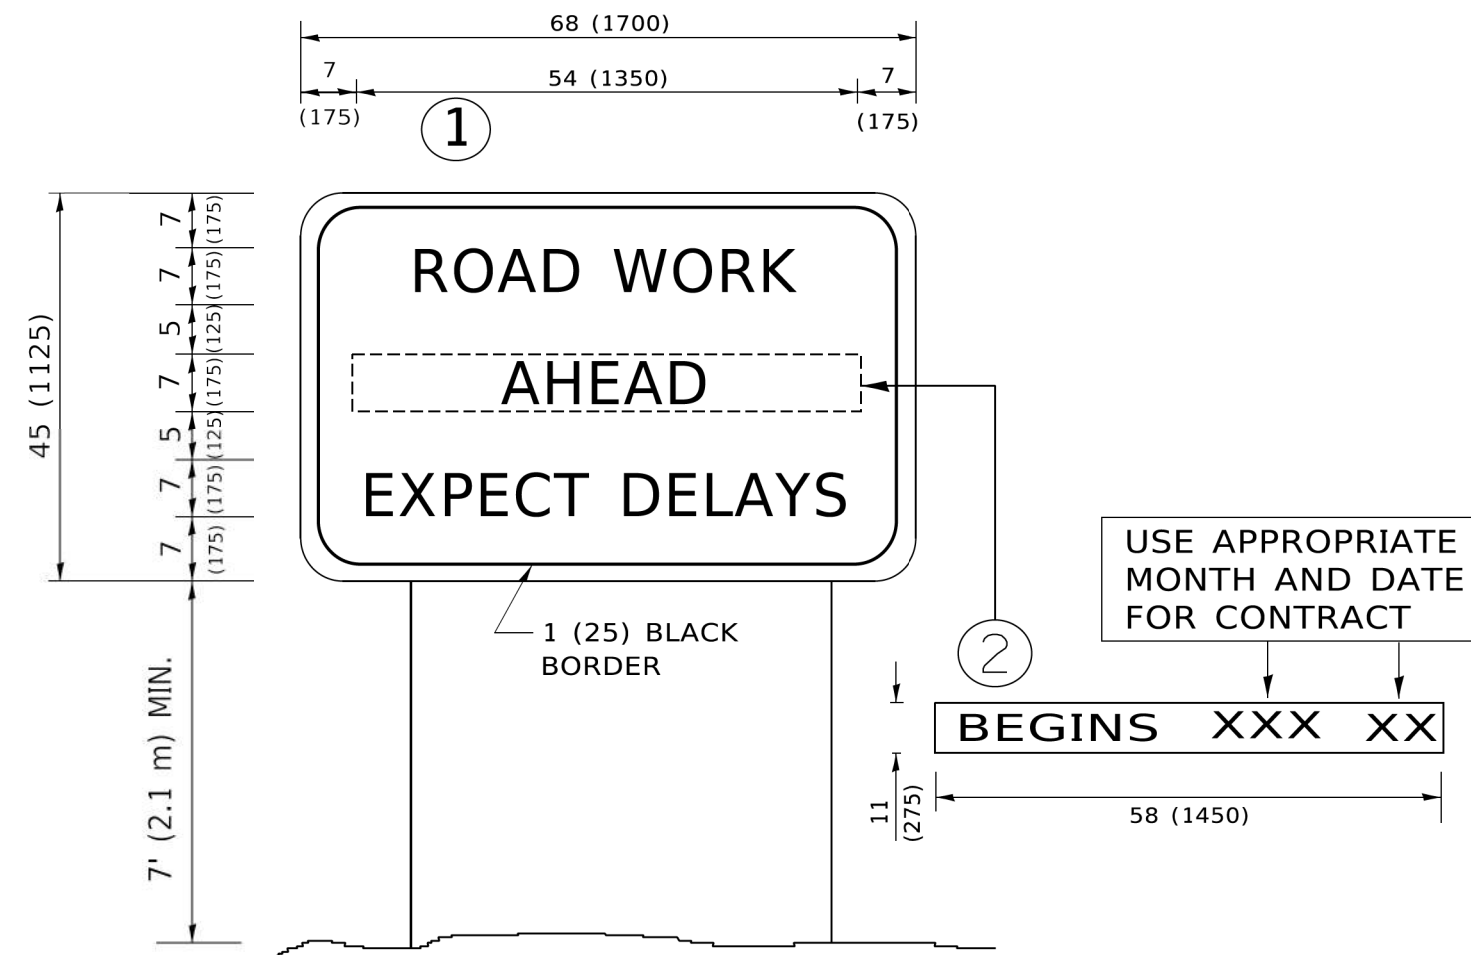 68 (1700)
7
54 (1350)
7
(175)
(175)
1
7
(175)
7
(175)
5
(125)
7
(175)
5
(125)
7
(175)
7
(175)
45 (1125)
ROAD WORK
AHEAD
EXPECT DELAYS
1 (25) BLACK
BORDER
7' (2.1 m) MIN.
USE APPROPRIATE
MONTH AND DATE
FOR CONTRACT
2
BEGINS XXX XX
11
(275)
58 (1450)